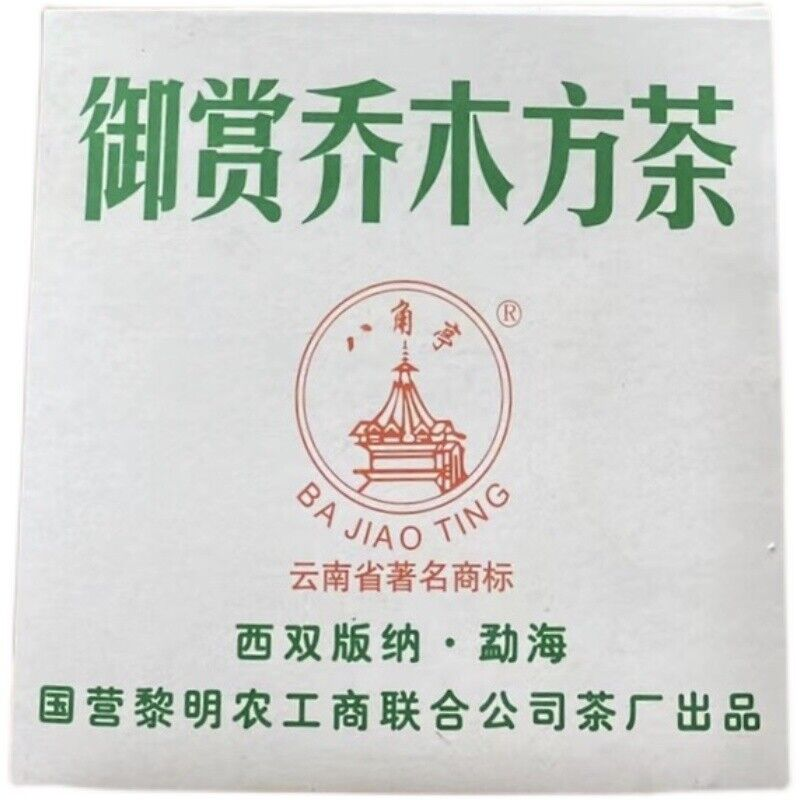 御赏乔木方茶
八角亭
®
BA JIAO TING
云南省著名商标
西双版纳·勐海
国营黎明农工商联合公司茶厂出品